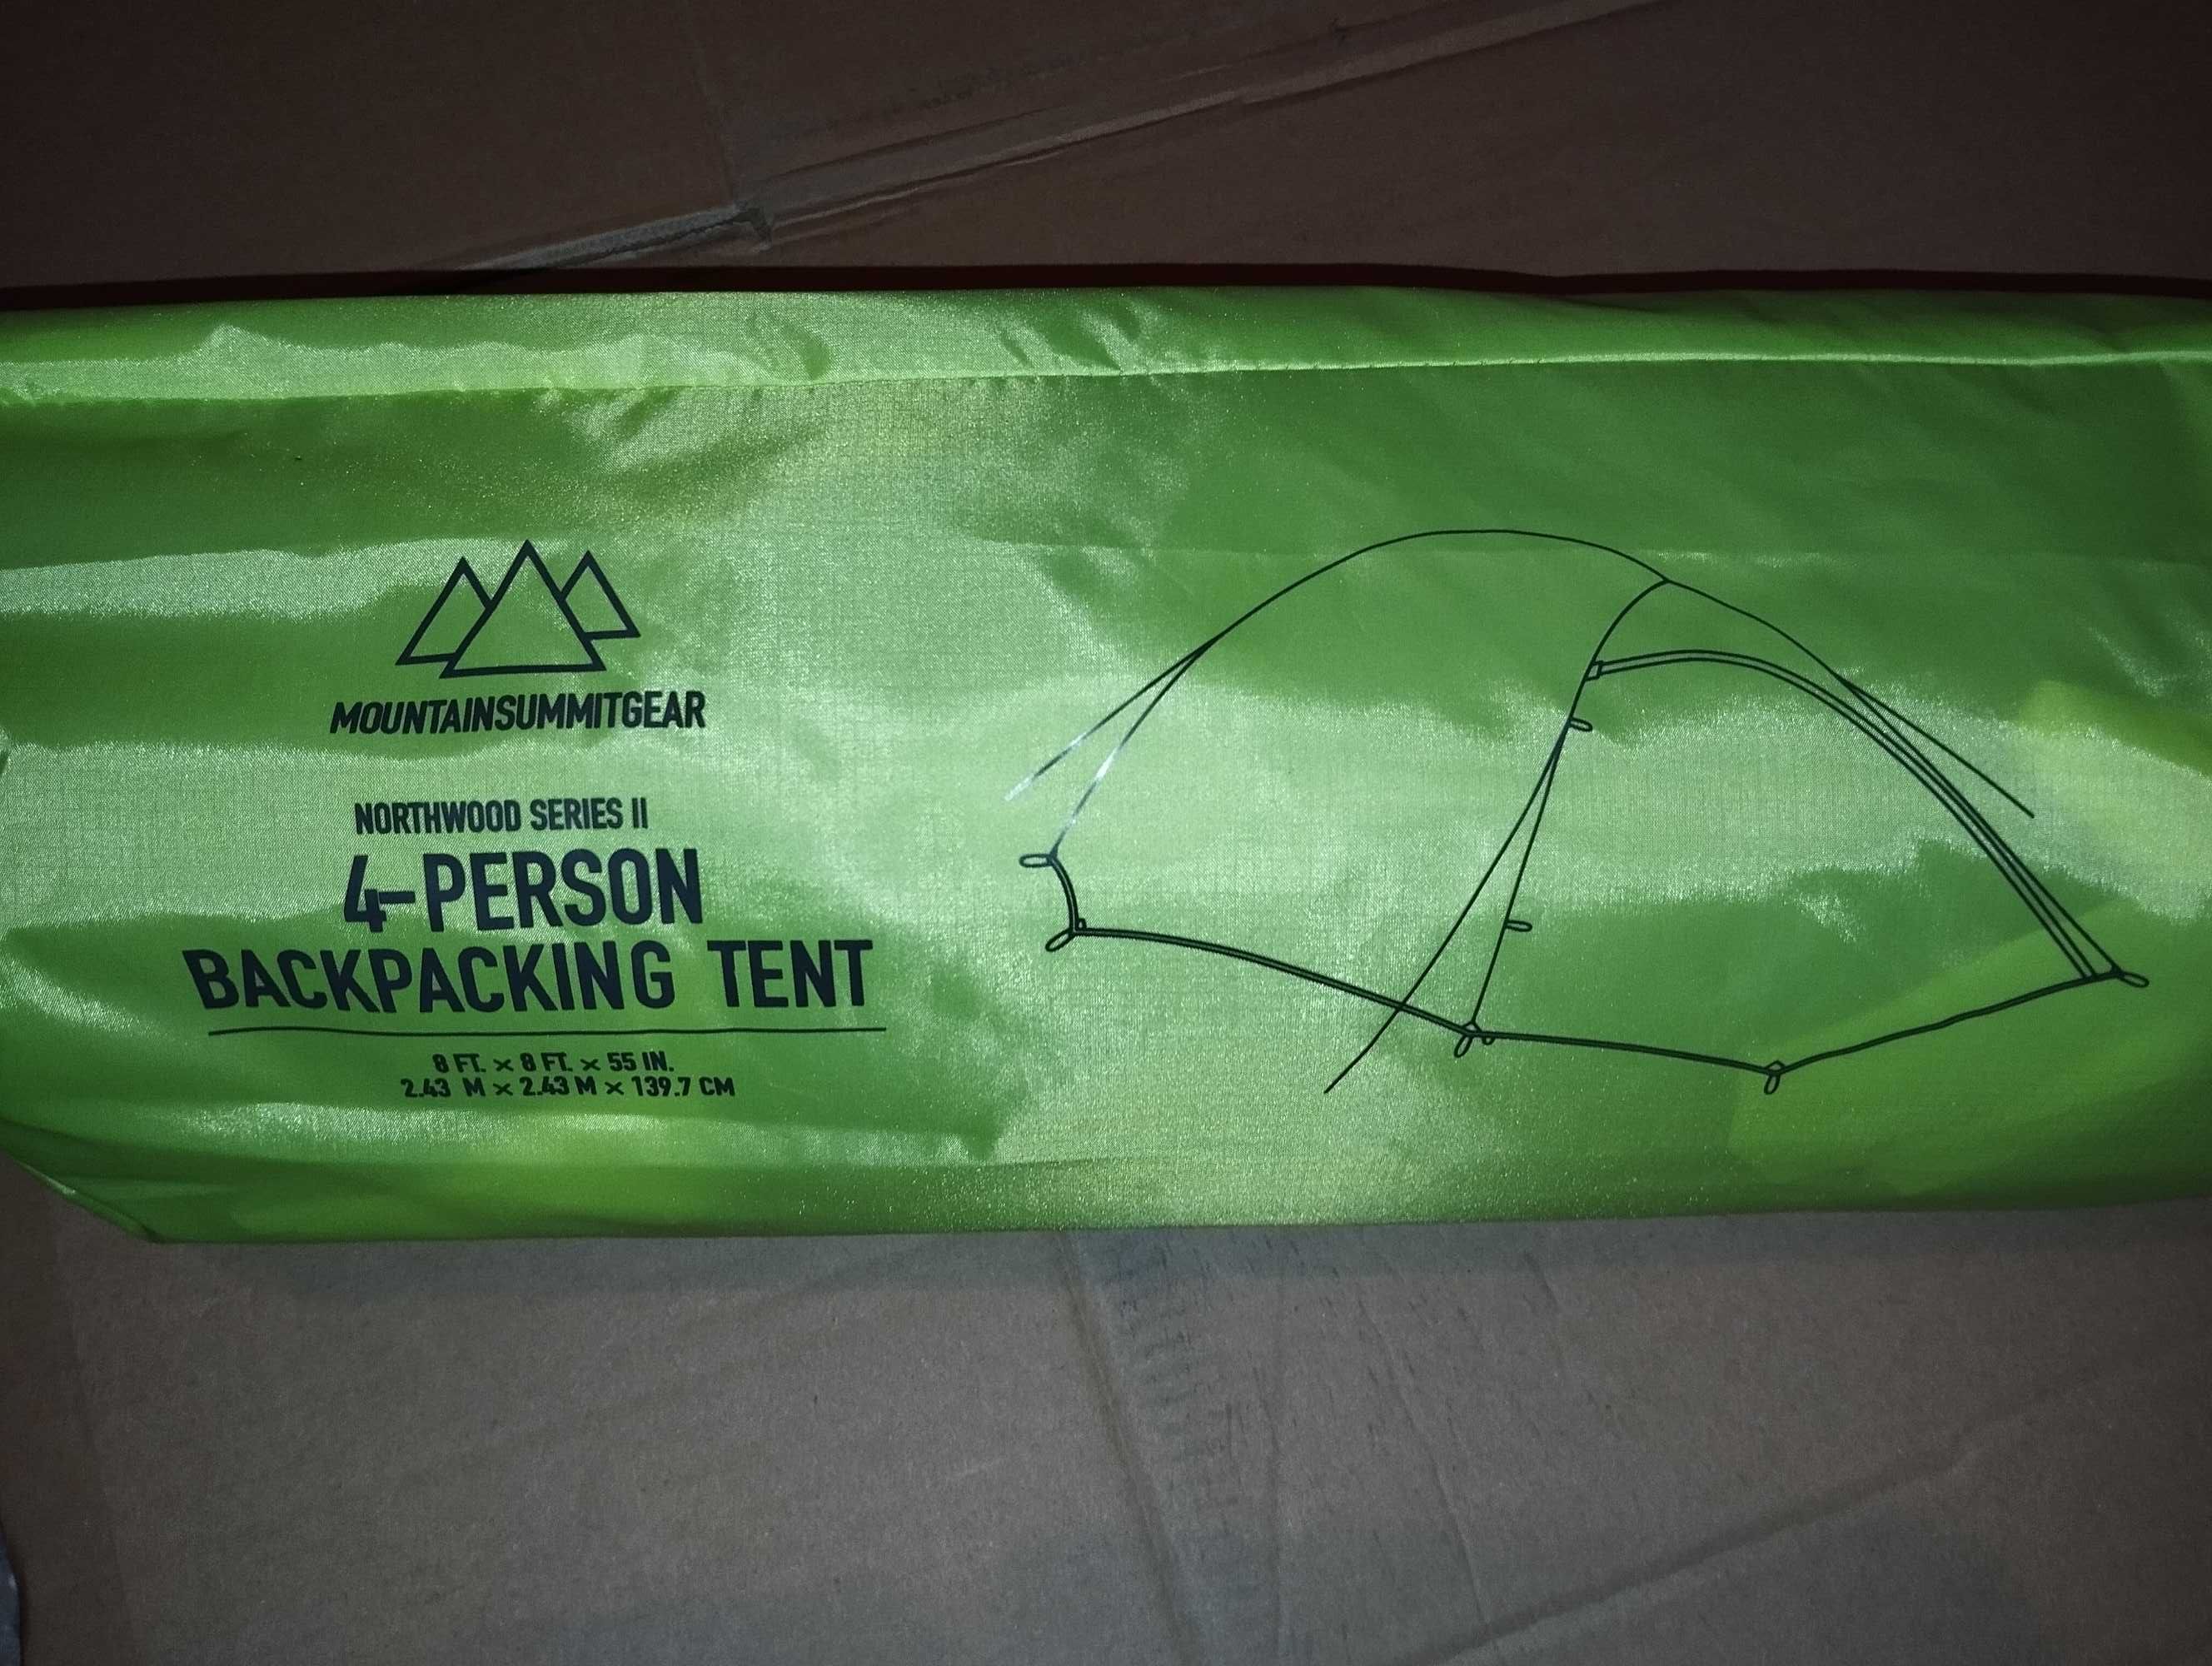 MOUNTAINSUMMITGEAR
NORTHWOOD SERIES II
4-PERSON
BACKPACKING TENT
8 FT. × 8 FT. × 55 IN.
2.43 M × 2.43 M × 139.7 CM